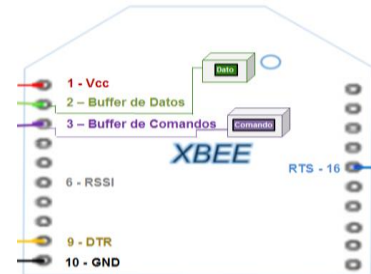 Dato
1 - Vcc
2 – Buffer de Datos
3 – Buffer de Comandos
Comando
XBEE
RTS - 16
6 - RSSI
9 - DTR
10 - GND